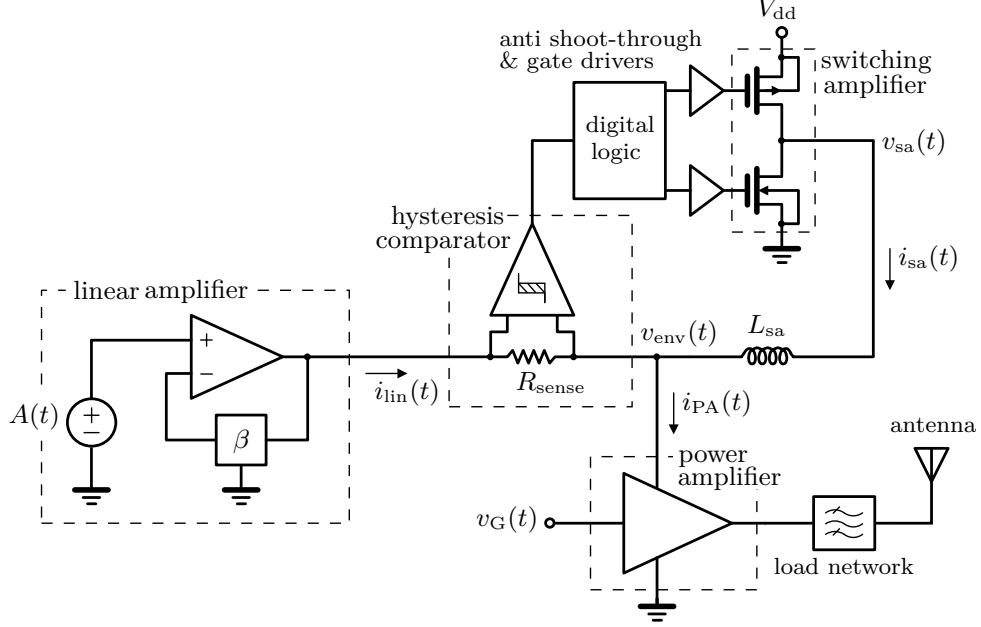 V_dd
anti shoot-through
& gate drivers
switching
amplifier
digital
logic
v_sa(t)
hysteresis
comparator
i_sa(t)
linear amplifier
v_env(t)
L_sa
+
−
i_lin(t)
R_sense
A(t)
+
−
β
i_PA(t)
antenna
power
amplifier
v_G(t)
load network